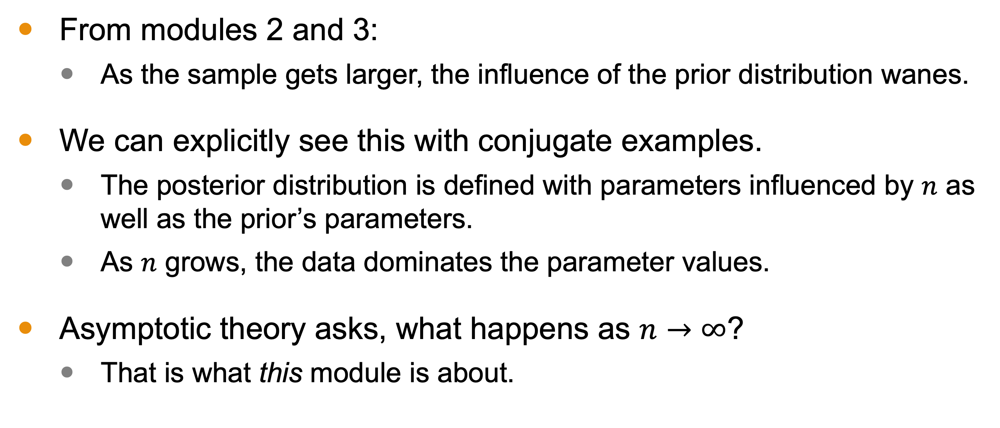 From modules 2 and 3:
As the sample gets larger, the influence of the prior distribution wanes.
We can explicitly see this with conjugate examples.
The posterior distribution is defined with parameters influenced by n as
well as the prior’s parameters.
As n grows, the data dominates the parameter values.
Asymptotic theory asks, what happens as n → ∞?
That is what this module is about.